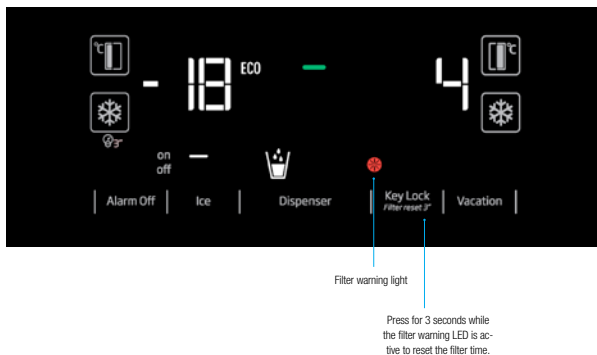 °C
-18 ECO
4 °C
3"
on
off
Alarm Off
Ice
Dispenser
Key Lock
Filter reset 3"
Vacation
Filter warning light
Press for 3 seconds while
the filter warning LED is ac-
tive to reset the filter time.